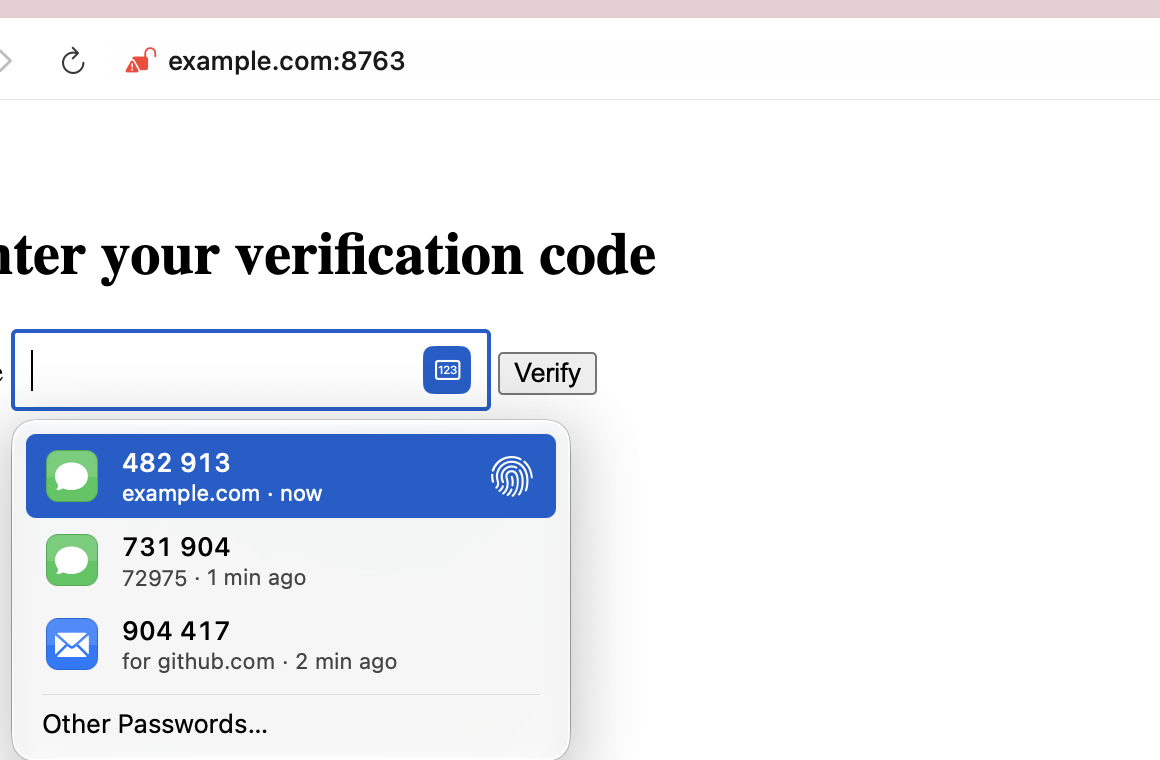 example.com:8763
nter your verification code
123
Verify
482 913
example.com · now
731 904
72975 · 1 min ago
904 417
for github.com · 2 min ago
Other Passwords...